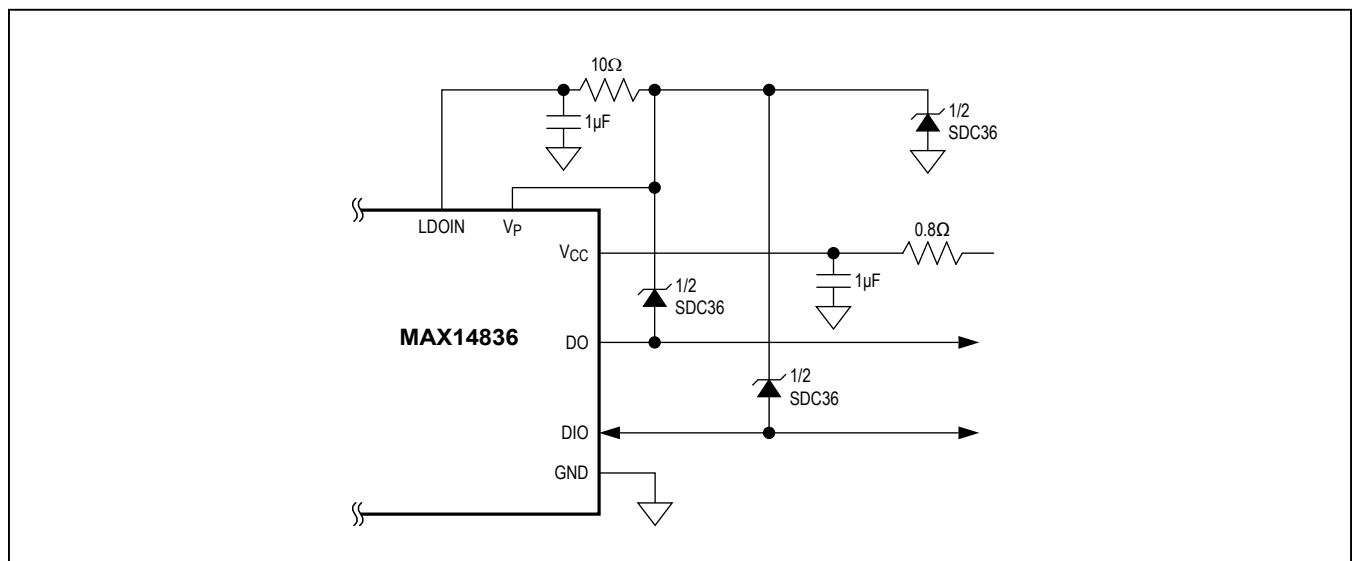 10Ω
1µF
1/2
SDC36
LDOIN
VP
0.8Ω
VCC
1µF
1/2
SDC36
MAX14836
DO
1/2
SDC36
DIO
GND